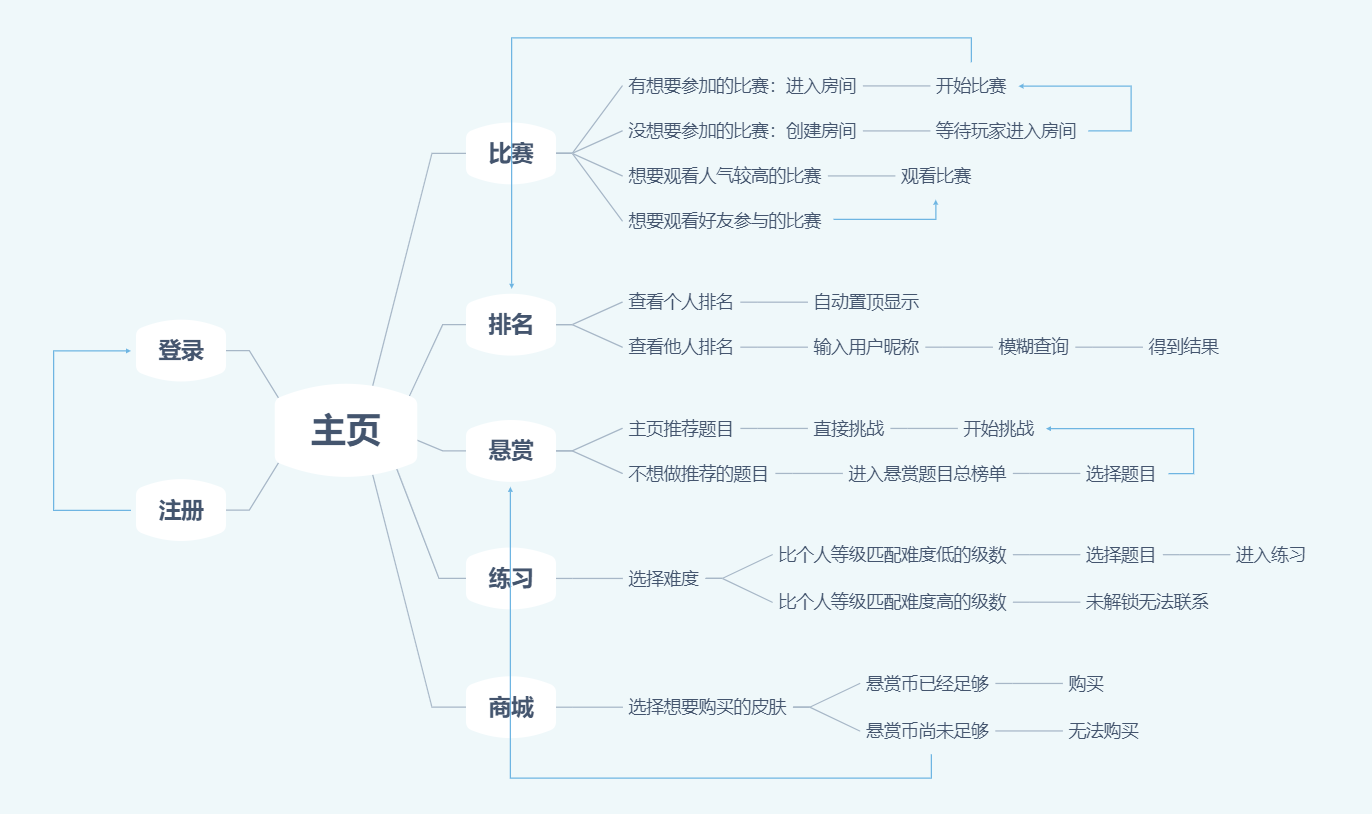 主页
登录
注册
比赛
有想要参加的比赛：进入房间
开始比赛
没想要参加的比赛：创建房间
等待玩家进入房间
想要观看人气较高的比赛
观看比赛
想要观看好友参与的比赛
排名
查看个人排名
自动置顶显示
查看他人排名
输入用户昵称
模糊查询
得到结果
悬赏
主页推荐题目
直接挑战
开始挑战
不想做推荐的题目
进入悬赏题目总榜单
选择题目
练习
选择难度
比个人等级匹配难度低的级数
选择题目
进入练习
比个人等级匹配难度高的级数
未解锁无法联系
商城
选择想要购买的皮肤
悬赏币已经足够
购买
悬赏币尚未足够
无法购买